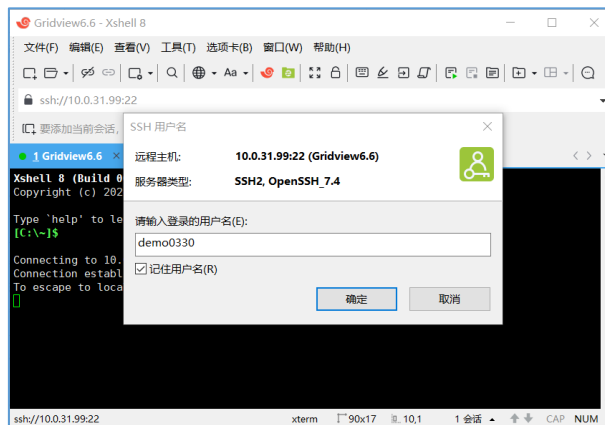 Gridview6.6 - Xshell 8
文件(F) 编辑(E) 查看(V) 工具(T) 选项卡(B) 窗口(W) 帮助(H)
Aa
ssh://10.0.31.99:22
要添加当前会话,
SSH 用户名
1 Gridview6.6
远程主机: 10.0.31.99:22 (Gridview6.6)
服务器类型: SSH2, OpenSSH_7.4
Xshell 8 (Build 0
Copyright (c) 202
Type `help' to le
[C:\~]$
请输入登录的用户名(E):
demo0330
Connecting to 10.
Connection establ
To escape to loca
记住用户名(R)
确定 取消
ssh://10.0.31.99:22 xterm 90x17 10,1 1 会话 CAP NUM